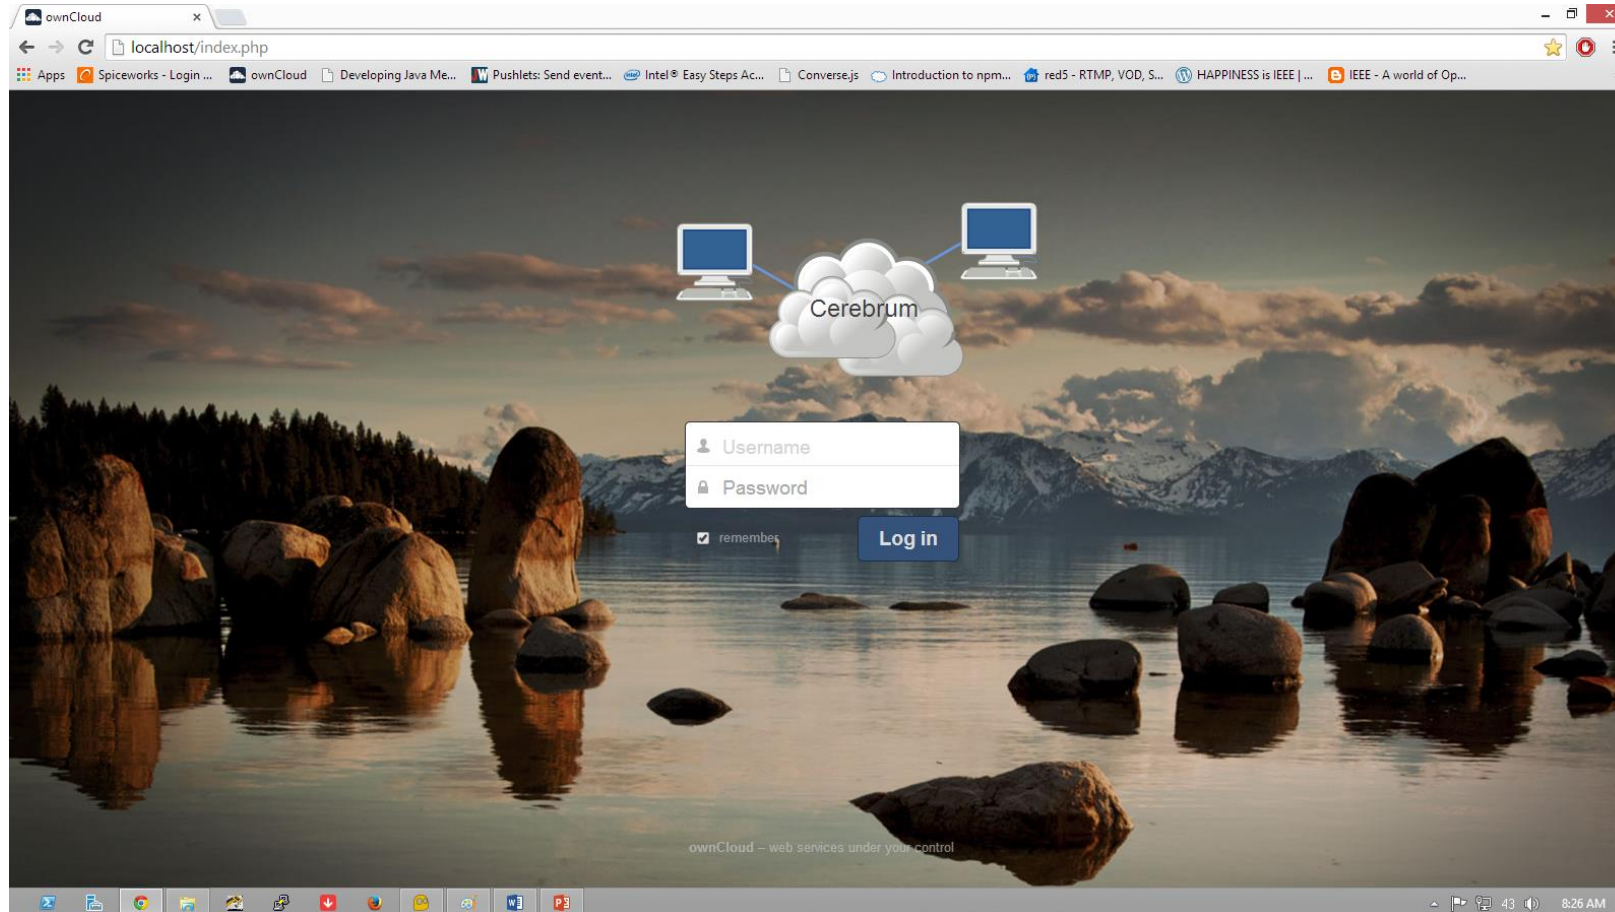 ownCloud
localhost/index.php
Apps Spiceworks - Login ... ownCloud Developing Java Me... Pushlets: Send event... Intel® Easy Steps Ac... Converse.js Introduction to npm... red5 - RTMP, VOD, S... HAPPINESS is IEEE | ... IEEE - A world of Op...
Cerebrum
Username
Password
remember
Log in
ownCloud – web services under your control
43 8:26 AM